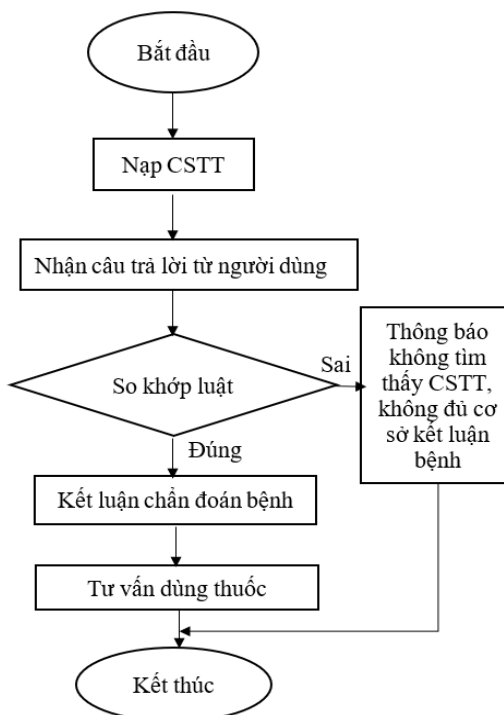 Bắt đầu
Nạp CSTT
Nhận câu trả lời từ người dùng
So khớp luật
Sai
Thông báo
không tìm
thấy CSTT,
không đủ cơ
sở kết luận
bệnh
Đúng
Kết luận chẩn đoán bệnh
Tư vấn dùng thuốc
Kết thúc